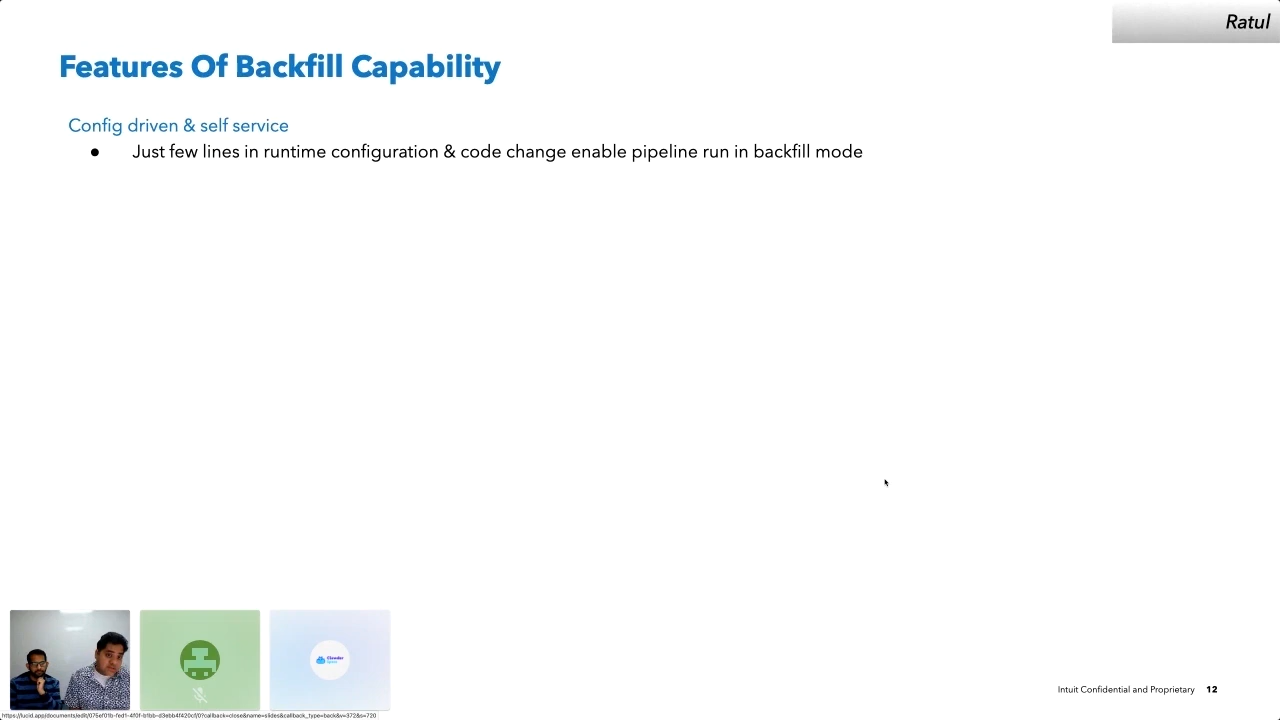 Ratul
Features Of Backfill Capability
Config driven & self service
● Just few lines in runtime configuration & code change enable pipeline run in backfill mode
Intuit Confidential and Proprietary 12